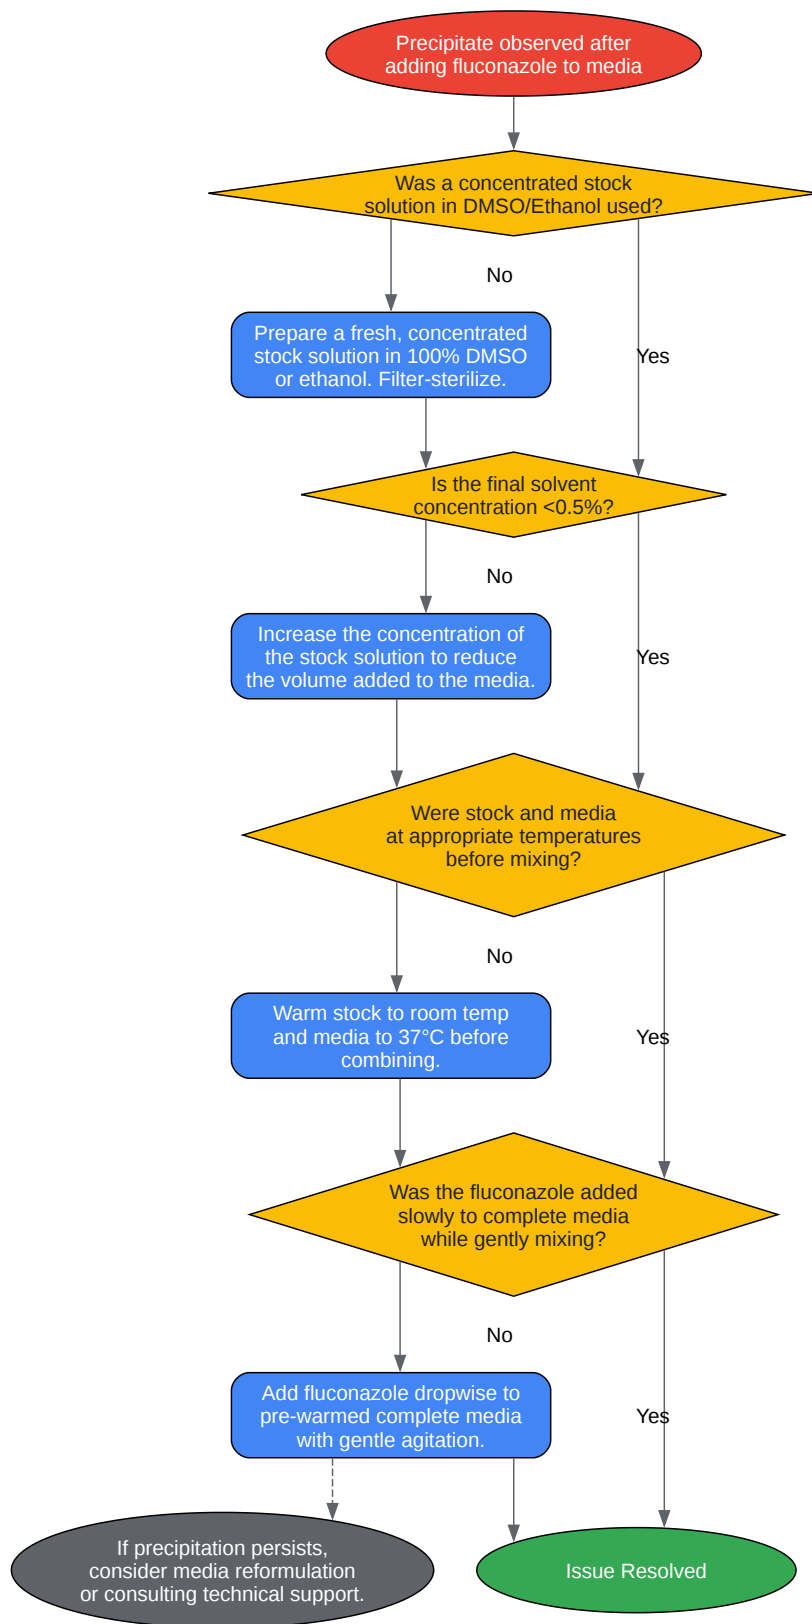 Precipitate observed after
adding fluconazole to media
Was a concentrated stock
solution in DMSO/Ethanol used?
No
Prepare a fresh, concentrated
stock solution in 100% DMSO
or ethanol. Filter-sterilize.
Yes
Is the final solvent
concentration <0.5%?
No
Increase the concentration of
the stock solution to reduce
the volume added to the media.
Yes
Were stock and media
at appropriate temperatures
before mixing?
No
Warm stock to room temp
and media to 37°C before
combining.
Yes
Was the fluconazole added
slowly to complete media
while gently mixing?
No
Add fluconazole dropwise to
pre-warmed complete media
with gentle agitation.
Yes
If precipitation persists,
consider media reformulation
or consulting technical support.
Issue Resolved